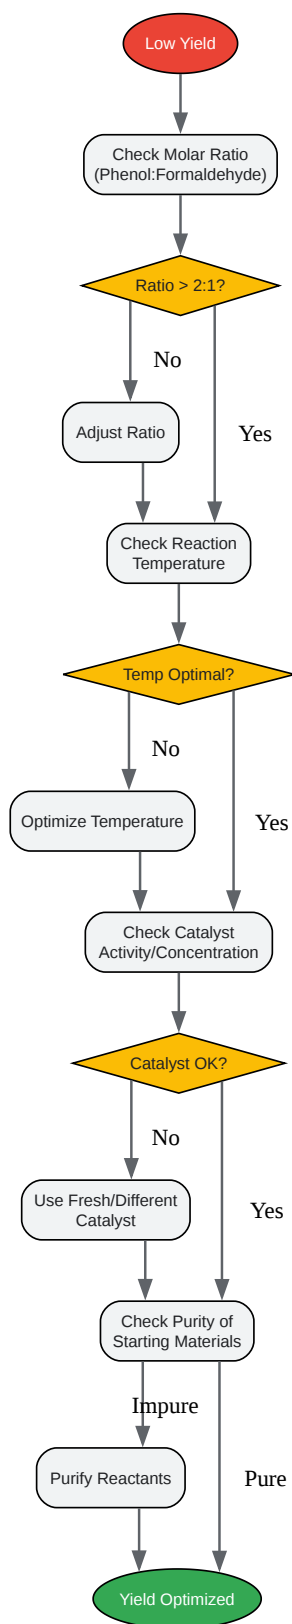 Low Yield
Check Molar Ratio
(Phenol:Formaldehyde)
Ratio > 2:1?
No
Adjust Ratio
Yes
Check Reaction
Temperature
Temp Optimal?
No
Optimize Temperature
Yes
Check Catalyst
Activity/Concentration
Catalyst OK?
No
Use Fresh/Different
Catalyst
Yes
Check Purity of
Starting Materials
Impure
Purify Reactants
Pure
Yield Optimized